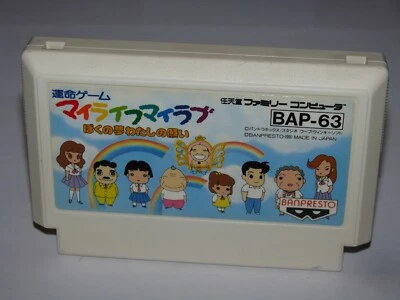 運命ゲーム
マイライフマイラブ
ぼくの夢わたしの願い
任天堂 ファミリー コンピュータ
BAP-63
©BANPRESTO 1991 MADE IN JAPAN
BANPRESTO